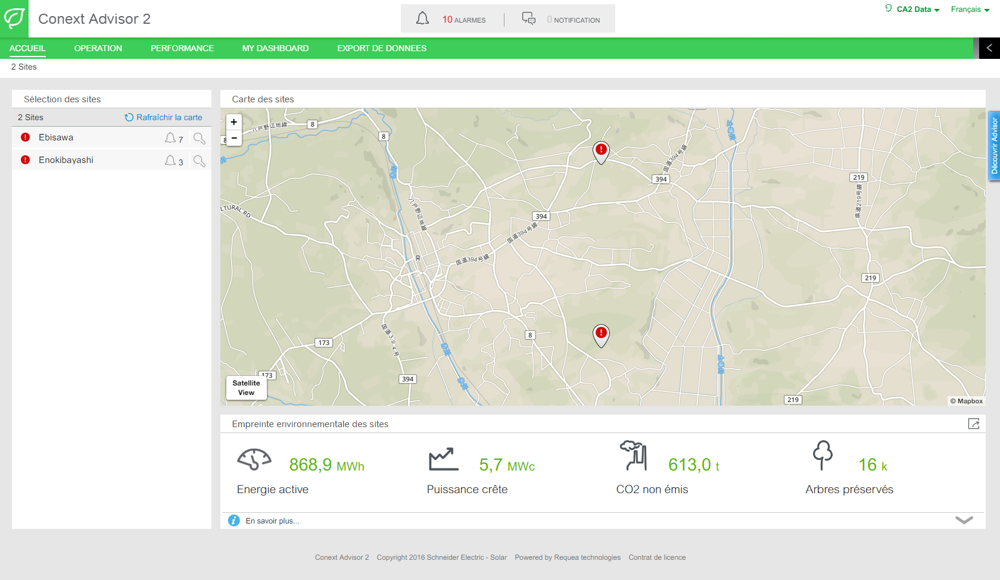 Conext Advisor 2
10 ALARMES
0 NOTIFICATION
CA2 Data
Français
ACCUEIL
OPERATION
PERFORMANCE
MY DASHBOARD
EXPORT DE DONNEES
2 Sites
Sélection des sites
2 Sites
Rafraîchir la carte
Ebisawa
7
Enokibayashi
3
Carte des sites
+
-
八戸野辺地線
8
8
8
国道394号線
394
219
県道219号線
LTURAL RD
八戸野辺地線
394
国道394号線
国道394号線
219
国道3-9-4-号
173
8
173
394
219
Satellite
View
© Mapbox
Découvrir Advisor
Empreinte environnementale des sites
868,9 MWh
Energie active
5,7 MWc
Puissance crête
613,0 t
CO2 non émis
16 k
Arbres préservés
i
En savoir plus...
Conext Advisor 2
Copyright 2016 Schneider Electric - Solar
Powered by Requea technologies
Contrat de licence